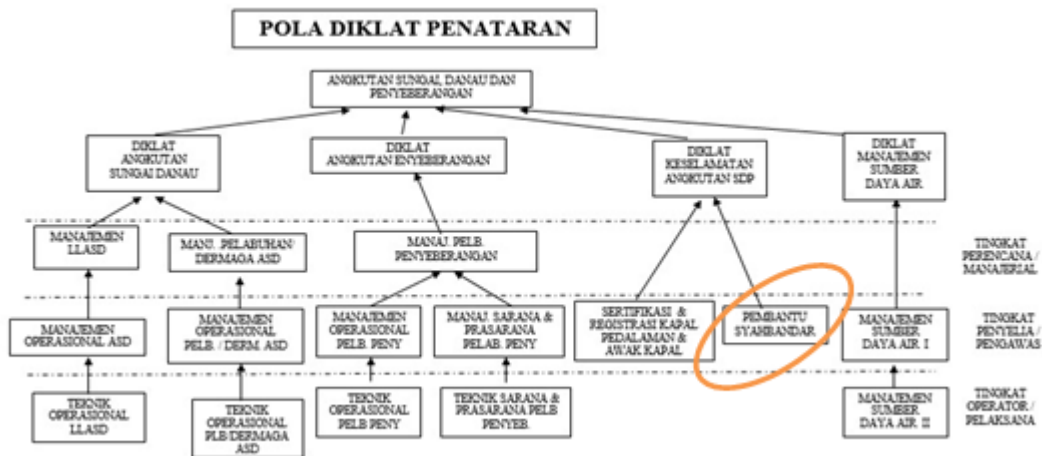 POLA DIKLAT PENATARAN
ANGKUTAN SUNGAI, DANAU DAN
PENYEBERANGAN
DIKLAT
ANGKUTAN
SUNGAI DANAU
DIKLAT
ANGKUTAN ENYEBERANGAN
DIKLAT
KESELAMATAN
ANGKUTAN SDP
DIKLAT
MANAJEMEN
SUMBER
DAYA AIR
MANAJEMEN
LLASD
MANJ. .PELABUHAN/
DERMAGA ASD
MANAJ. PELB.
PENYEBERANGAN
TINGKAT
PERENCANA /
MANAJERIAL
MANAJEMEN
OPERASIONAL ASD
MANAJEMEN
OPERASIONAL
PELB. / DERM. ASD
MANAJEMEN
OPERASIONAL
PELB. PENY
MANAJ. SARANA &
PRASARANA
PELAB. PENY
SERTIFIKASI &
REGISTRASI KAPAL
PEDALAMAN &
AWAK KAPAL
PEMBANTU
SYAHBANDAR
MANAJEMEN
SUMBER
DAYA AIR I
TINGKAT
PENYELIA /
PENGAWAS
TEKNIK
OPERASIONAL
LLASD
TEKNIK
OPERASIONAL
PLB/DERMAGA
ASD
TEKNIK
OPERASIONAL
PELB PENY
TEKNIK SARANA &
PRASARANA PELB
PENYEB.
MANAJEMEN
SUMBER
DAYA AIR II
TINGKAT
OPERATOR /
PELAKSANA